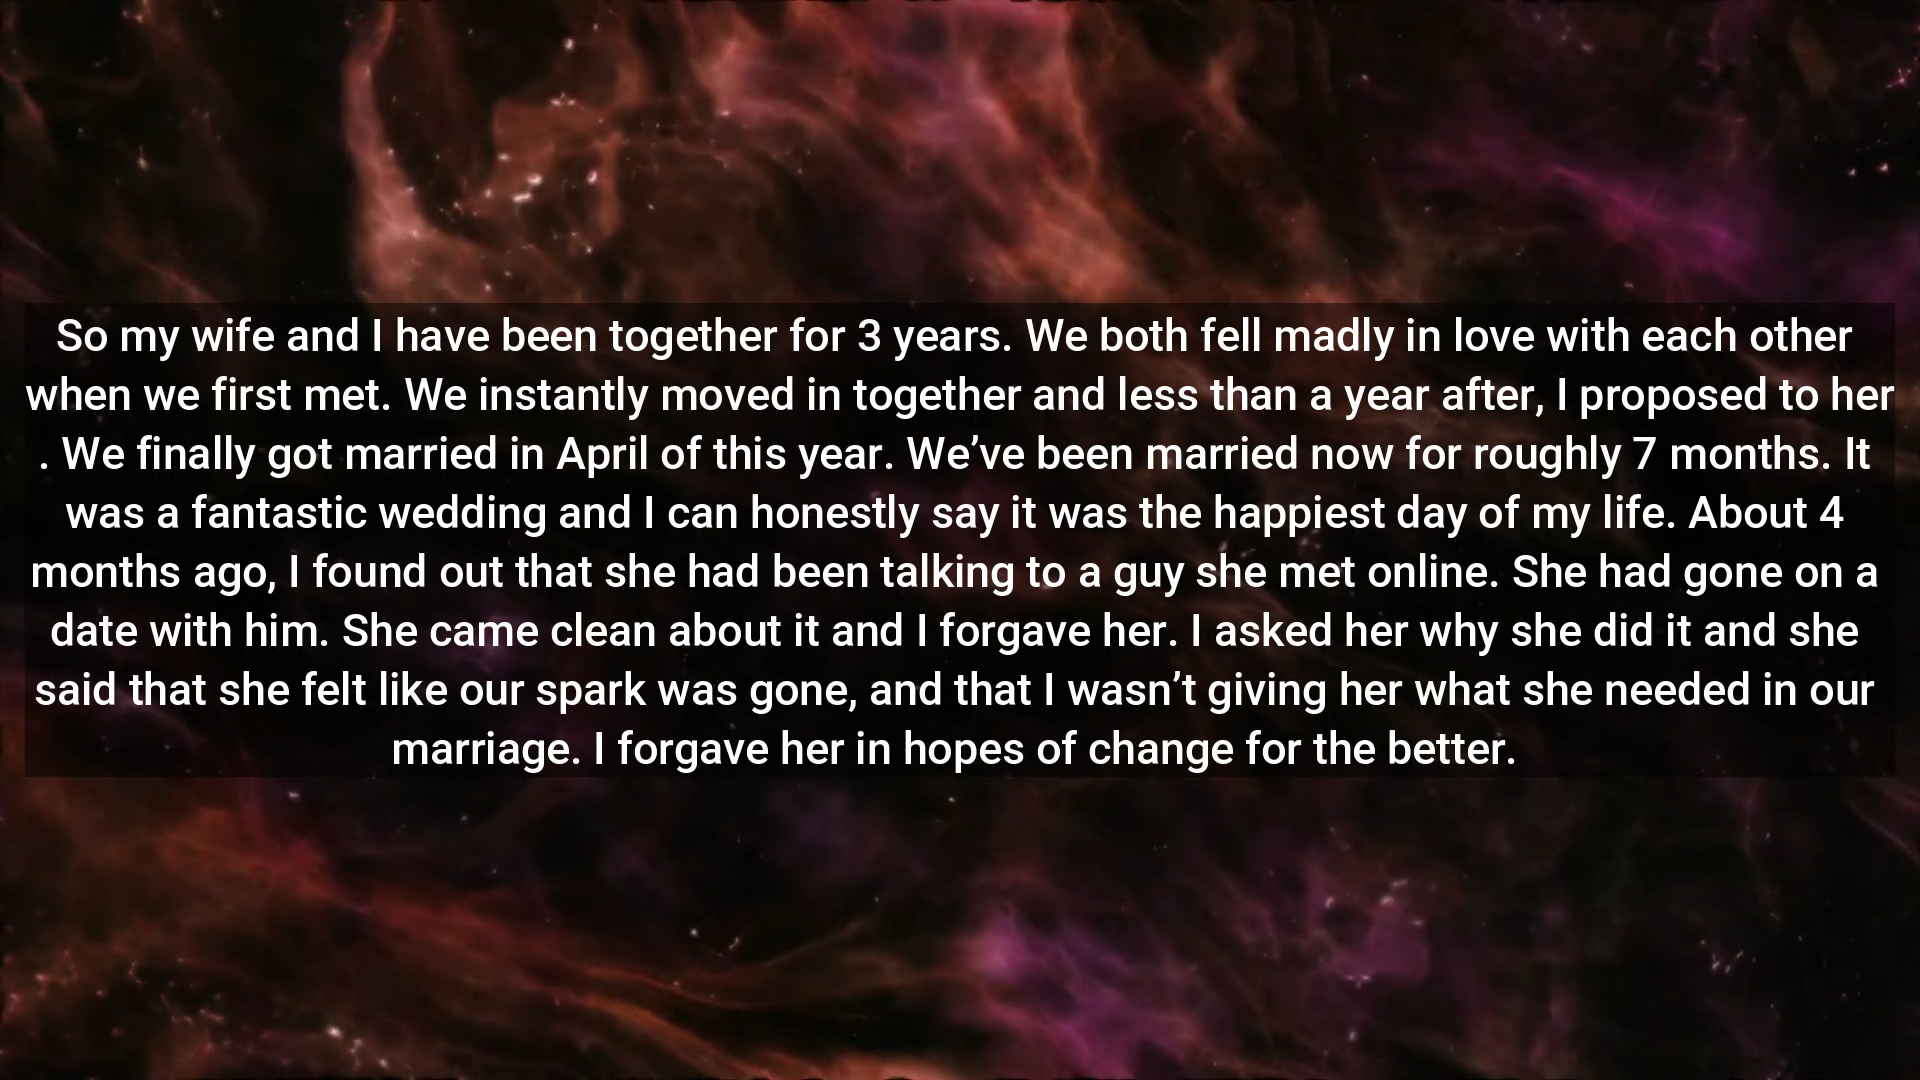 So my wife and I have been together for 3 years. We both fell madly in love with each other
when we first met. We instantly moved in together and less than a year after, I proposed to her
. We finally got married in April of this year. We’ve been married now for roughly 7 months. It
was a fantastic wedding and I can honestly say it was the happiest day of my life. About 4
months ago, I found out that she had been talking to a guy she met online. She had gone on a
date with him. She came clean about it and I forgave her. I asked her why she did it and she
said that she felt like our spark was gone, and that I wasn’t giving her what she needed in our
marriage. I forgave her in hopes of change for the better.